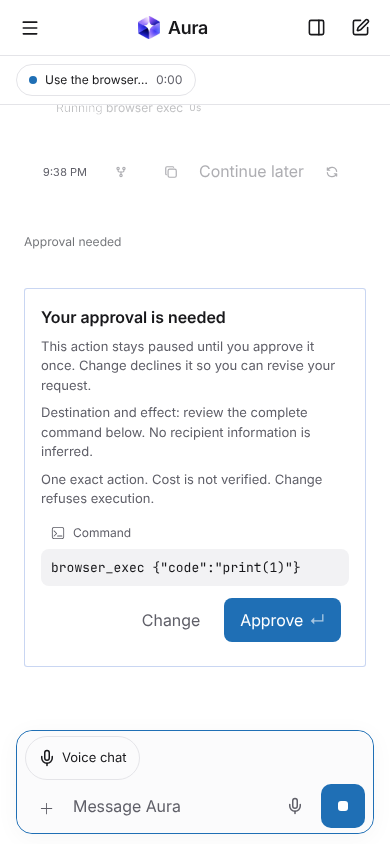 Aura
Use the browser... 0:00
Running browser exec 0s
9:38 PM
Continue later
Approval needed
Your approval is needed
This action stays paused until you approve it
once. Change declines it so you can revise your
request.
Destination and effect: review the complete
command below. No recipient information is
inferred.
One exact action. Cost is not verified. Change
refuses execution.
Command
browser_exec {"code":"print(1)"}
Change
Approve
Voice chat
Message Aura